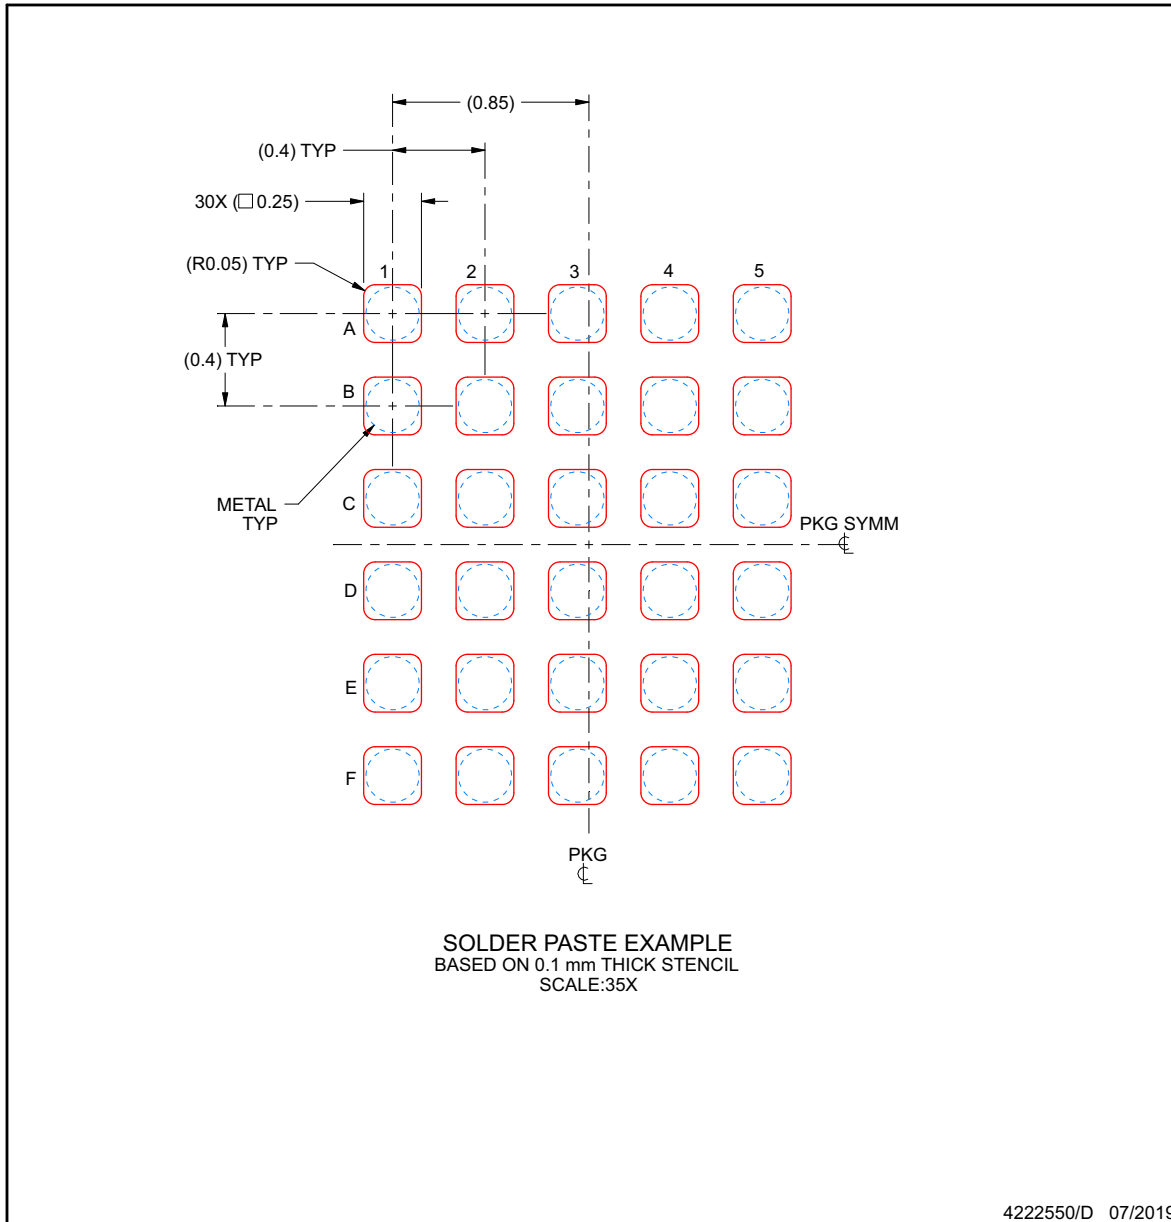 (0.85)
(0.4) TYP
30X (□ 0.25)
(R0.05) TYP
1 2 3 4 5
A
(0.4) TYP
B
METAL
TYP
C
PKG SYMM
℄
D
E
F
PKG
℄
SOLDER PASTE EXAMPLE
BASED ON 0.1 mm THICK STENCIL
SCALE:35X
4222550/D 07/2019